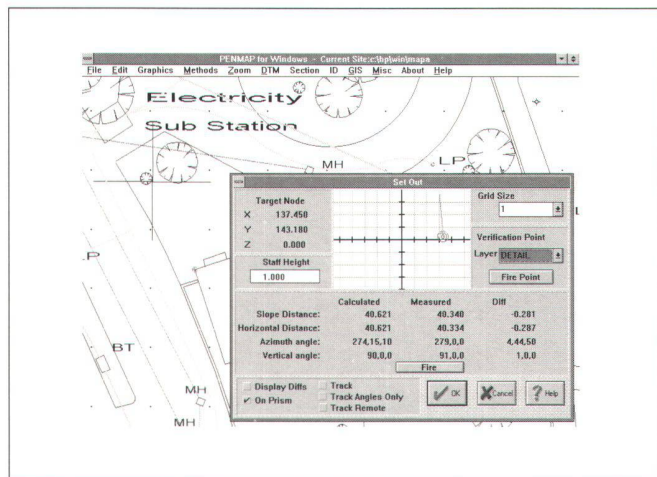 PENMAP for Windows - Current Site:c:\hp\win\mapa
File Edit Graphics Methods Zoom DTM Section ID GIS Misc About Help
Electricity
Sub Station
MH
LP
Set Out
Target Node
X 137.450
Y 143.180
Z 0.000
Staff Height
1.000
Grid Size
1
Verification Point
Layer DETAIL
Fire Point
Calculated Measured Diff
Slope Distance: 40.621 40.340 -0.281
Horizontal Distance: 40.621 40.334 -0.287
Azimuth angle: 274,15,10 279,0,0 4,44,50
Vertical angle: 90,0,0 91,0,0 1,0,0
Fire
Display Diffs Track
On Prism Track Angles Only
Track Remote
OK Cancel Help
BT
MH
MH